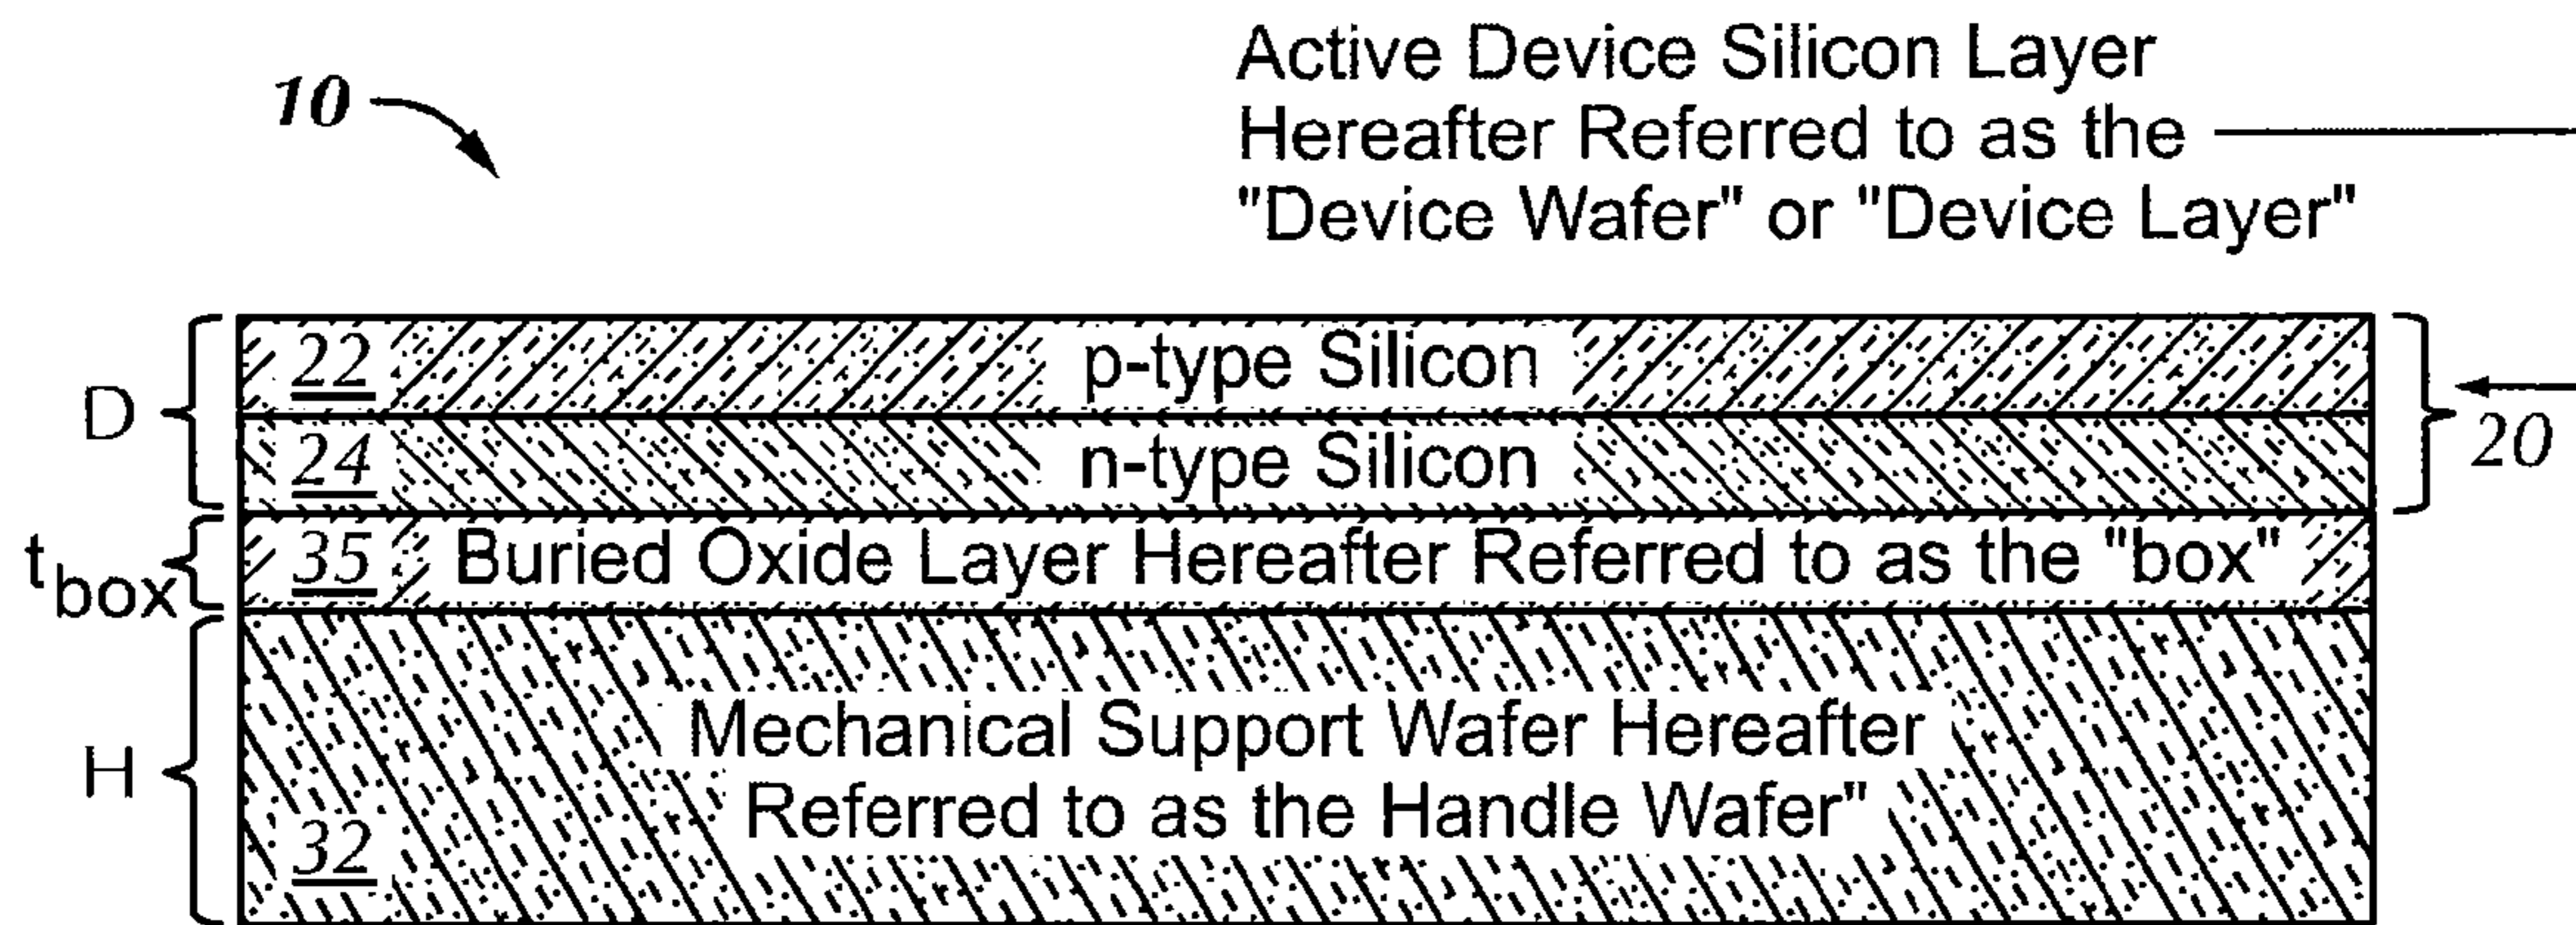 10
Active Device Silicon Layer
Hereafter Referred to as the
"Device Wafer" or "Device Layer"
D
22
p-type Silicon
24
n-type Silicon
20
tbox
35
Buried Oxide Layer Hereafter Referred to as the "box"
H
Mechanical Support Wafer Hereafter
Referred to as the Handle Wafer"
32